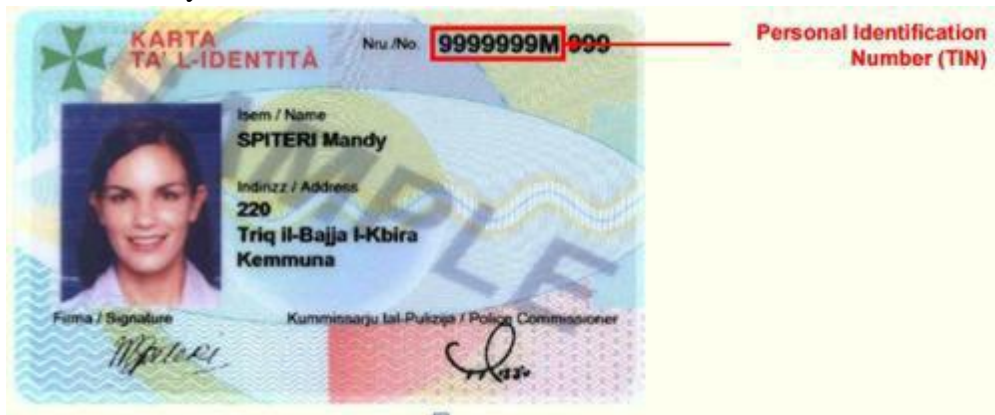 KARTA
TA' L-IDENTITÀ
Nru./No. 9999999M 999
Personal Identification
Number (TIN)
Isem / Name
SPITERI Mandy
Indirizz / Address
220
Triq il-Bajja l-Kbira
Kemmuna
SAMPLE
Firma / Signature
Kummissarju tal-Pulizija / Police Commissioner